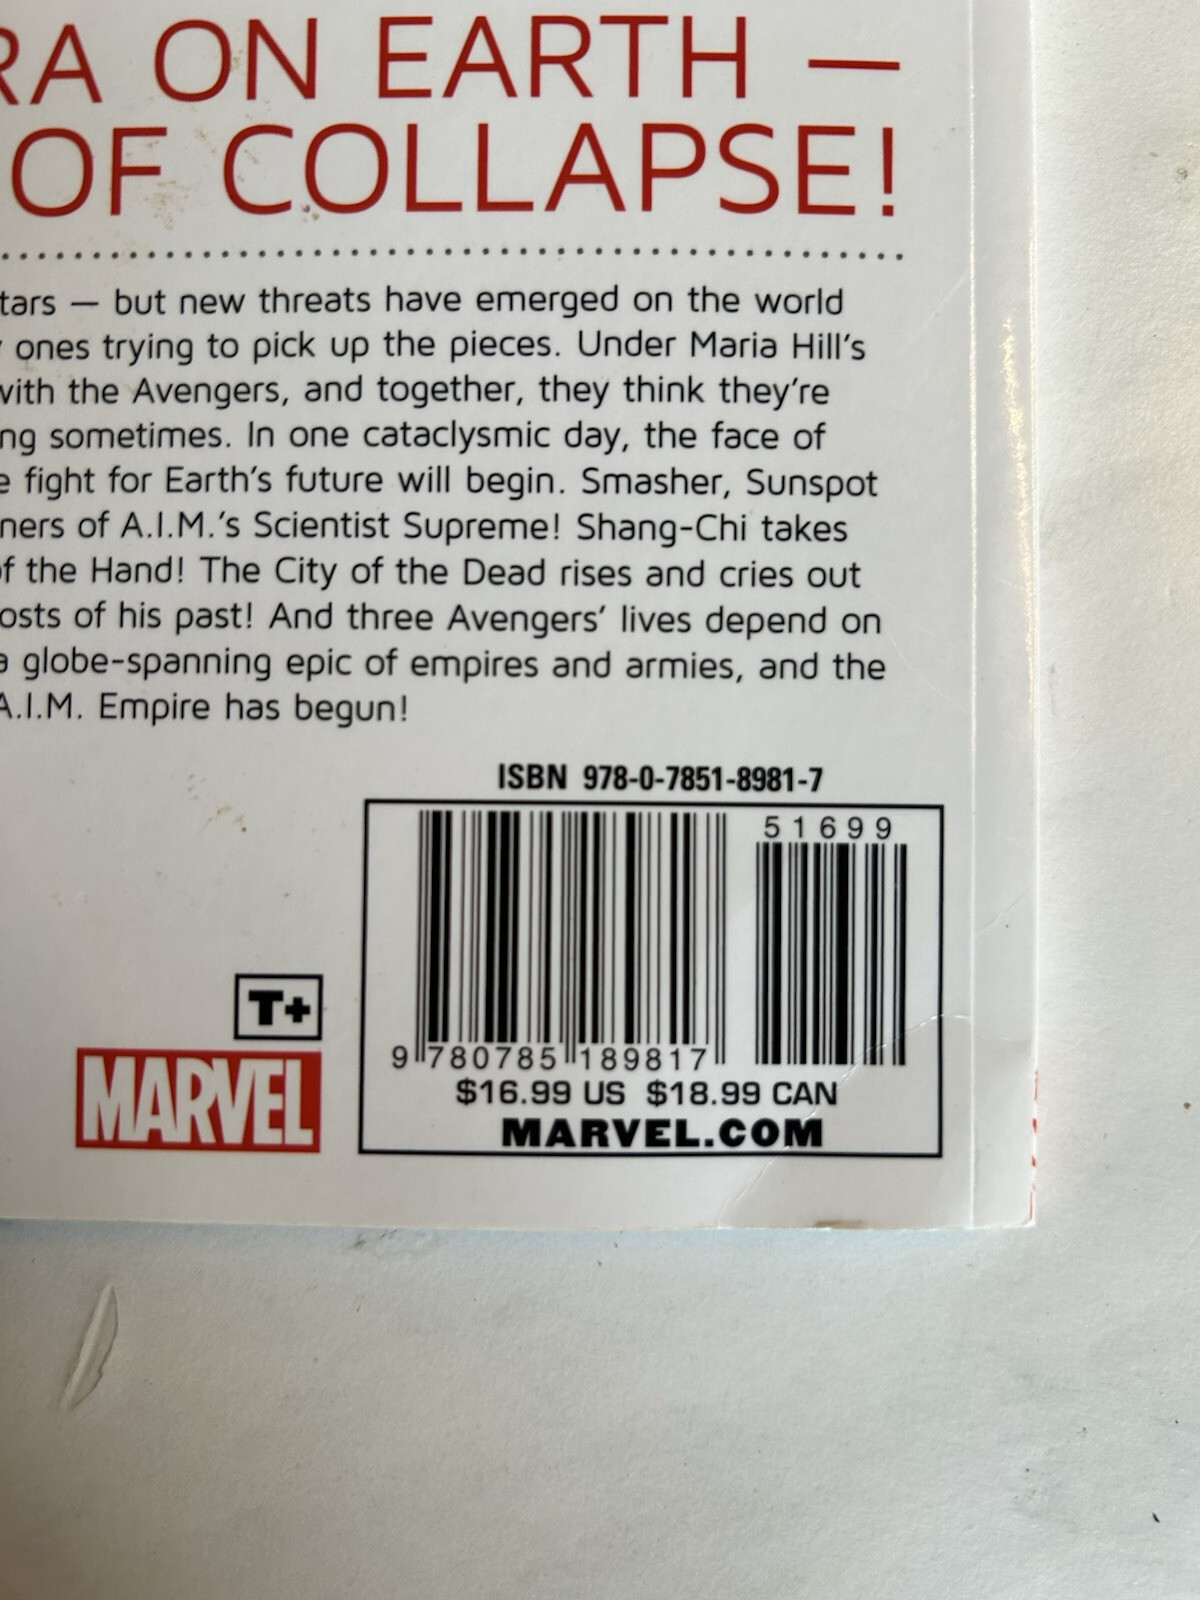 RA ON EARTH —
OF COLLAPSE!
tars — but new threats have emerged on the world
ones trying to pick up the pieces. Under Maria Hill's
with the Avengers, and together, they think they're
ng sometimes. In one cataclysmic day, the face of
e fight for Earth's future will begin. Smasher, Sunspot
ners of A.I.M.'s Scientist Supreme! Shang-Chi takes
of the Hand! The City of the Dead rises and cries out
osts of his past! And three Avengers' lives depend on
a globe-spanning epic of empires and armies, and the
A.I.M. Empire has begun!
ISBN 978-0-7851-8981-7
51699
9 780785 189817
$16.99 US $18.99 CAN
MARVEL.COM
T+
MARVEL